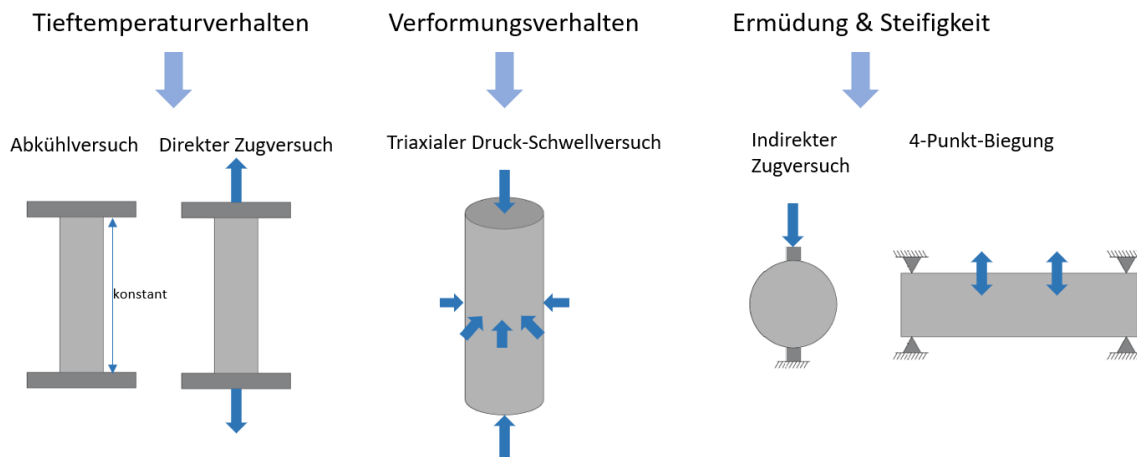 Tieftemperaturverhalten
Verformungsverhalten
Ermüdung & Steifigkeit
Abkühlversuch
Direkter Zugversuch
Triaxialer Druck-Schwellversuch
Indirekter
Zugversuch
4-Punkt-Biegung
konstant